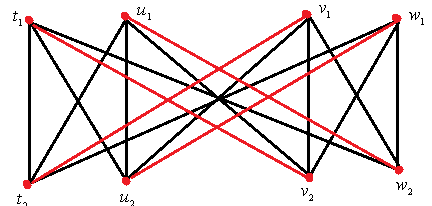 t₁ u₁ v₁ w₁
t₂ u₂ v₂ w₂